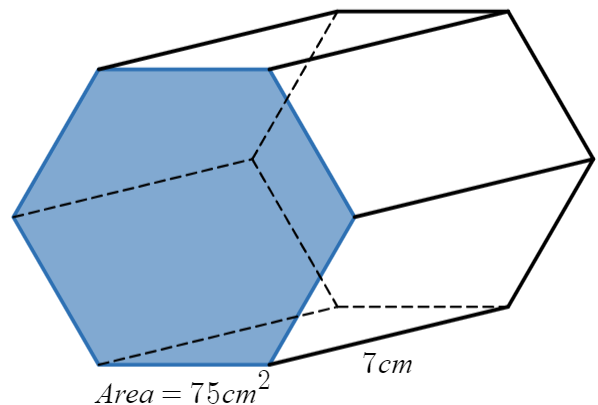 7cm
Area = 75cm²